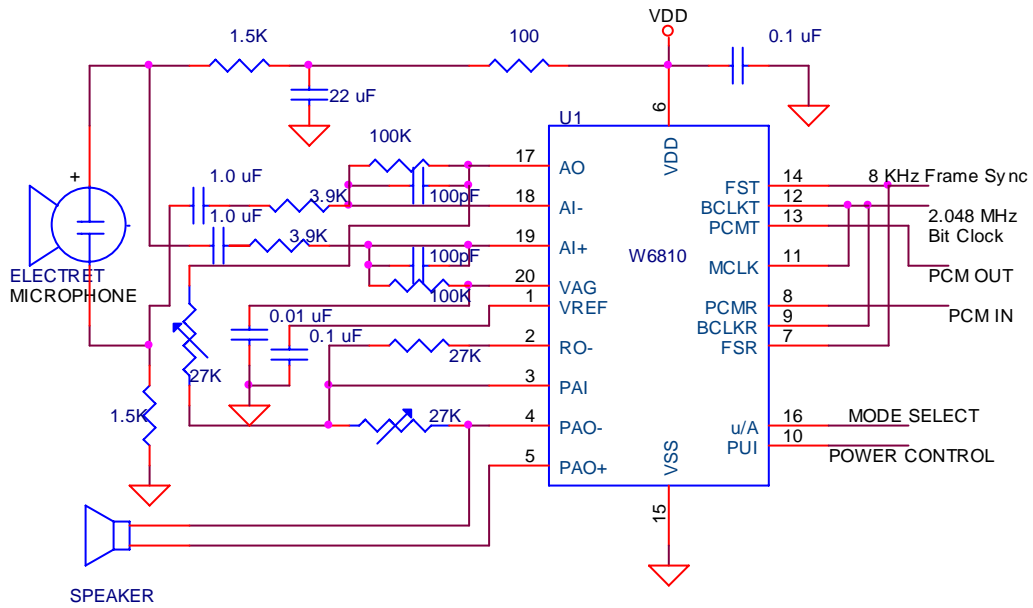 VDD
1.5K
100
0.1 uF
22 uF
6
U1
100K
VDD
17
AO
14
8 KHz Frame Sync
FST
1.0 uF
3.9K
100pF
18
AI-
12
BCLKT
2.048 MHz
Bit Clock
13
PCMT
+
1.0 uF
3.9K
19
AI+
W6810
-
100pF
11
MCLK
PCM OUT
ELECTRET
MICROPHONE
100K
20
VAG
1
VREF
8
PCMR
PCM IN
0.01 uF
0.1 uF
9
BCLKR
2
RO-
7
FSR
27K
27K
3
PAI
1.5K
27K
4
PAO-
16
u/A
MODE SELECT
10
PUI
POWER CONTROL
5
PAO+
VSS
15
SPEAKER